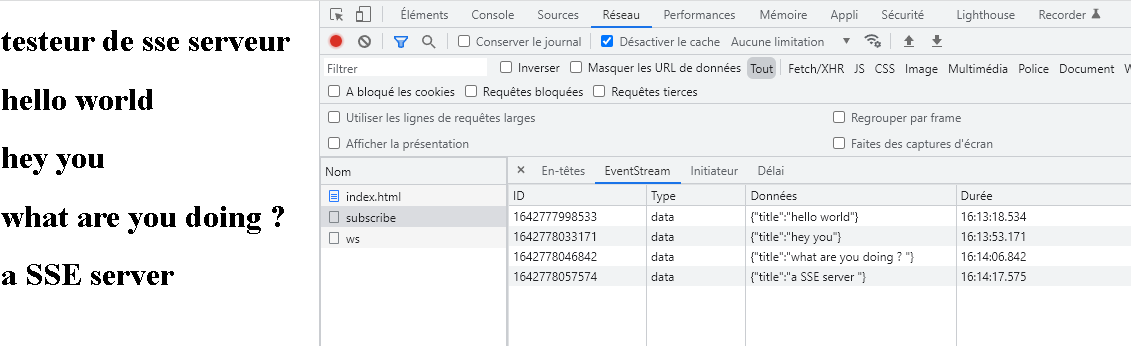 testeur de sse serveur
hello world
hey you
what are you doing ?
a SSE server
Éléments Console Sources Réseau Performances Mémoire Appli Sécurité Lighthouse Recorder
Conserver le journal Désactiver le cache Aucune limitation
Filtrer Inverser Masquer les URL de données Tout Fetch/XHR JS CSS Image Multimédia Police Document W
A bloqué les cookies Requêtes bloquées Requêtes tierces
Utiliser les lignes de requêtes larges Regrouper par frame
Afficher la présentation Faites des captures d'écran
Nom
index.html
subscribe
ws
En-têtes EventStream Initiateur Délai
ID Type Données Durée
1642777998533 data {"title":"hello world"} 16:13:18.534
1642778033171 data {"title":"hey you"} 16:13:53.171
1642778046842 data {"title":"what are you doing ? "} 16:14:06.842
1642778057574 data {"title":"a SSE server "} 16:14:17.575